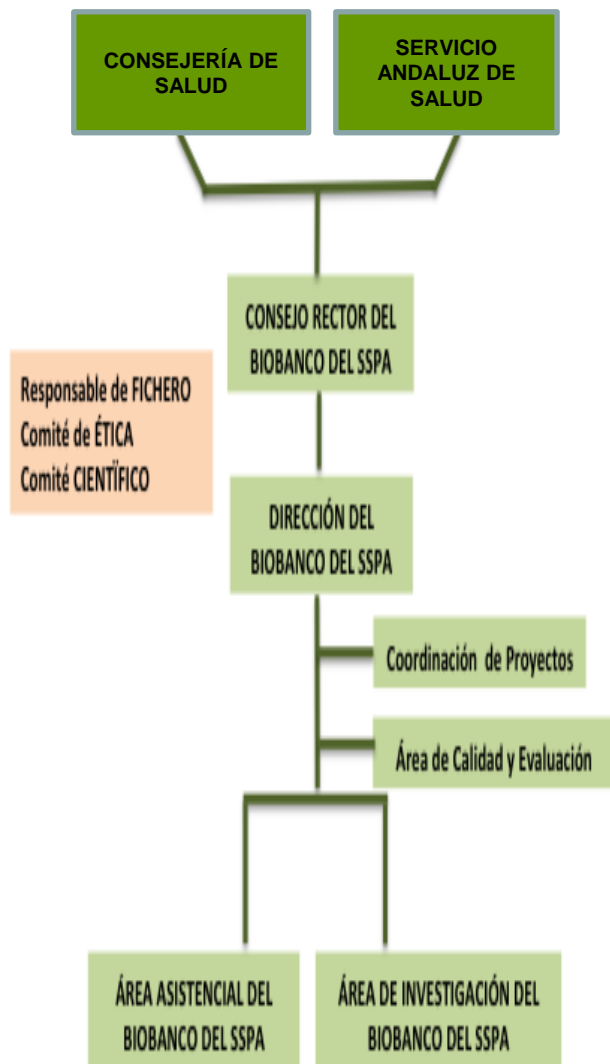 CONSEJERÍA DE
SALUD
SERVICIO
ANDALUZ DE
SALUD
CONSEJO RECTOR DEL
BIOBANCO DEL SSPA
Responsable de FICHERO
Comité de ÉTICA
Comité CIENTÏFICO
DIRECCIÓN DEL
BIOBANCO DEL SSPA
Coordinación de Proyectos
Área de Calidad y Evaluación
ÁREA ASISTENCIAL DEL
BIOBANCO DEL SSPA
ÁREA DE INVESTIGACIÓN DEL
BIOBANCO DEL SSPA